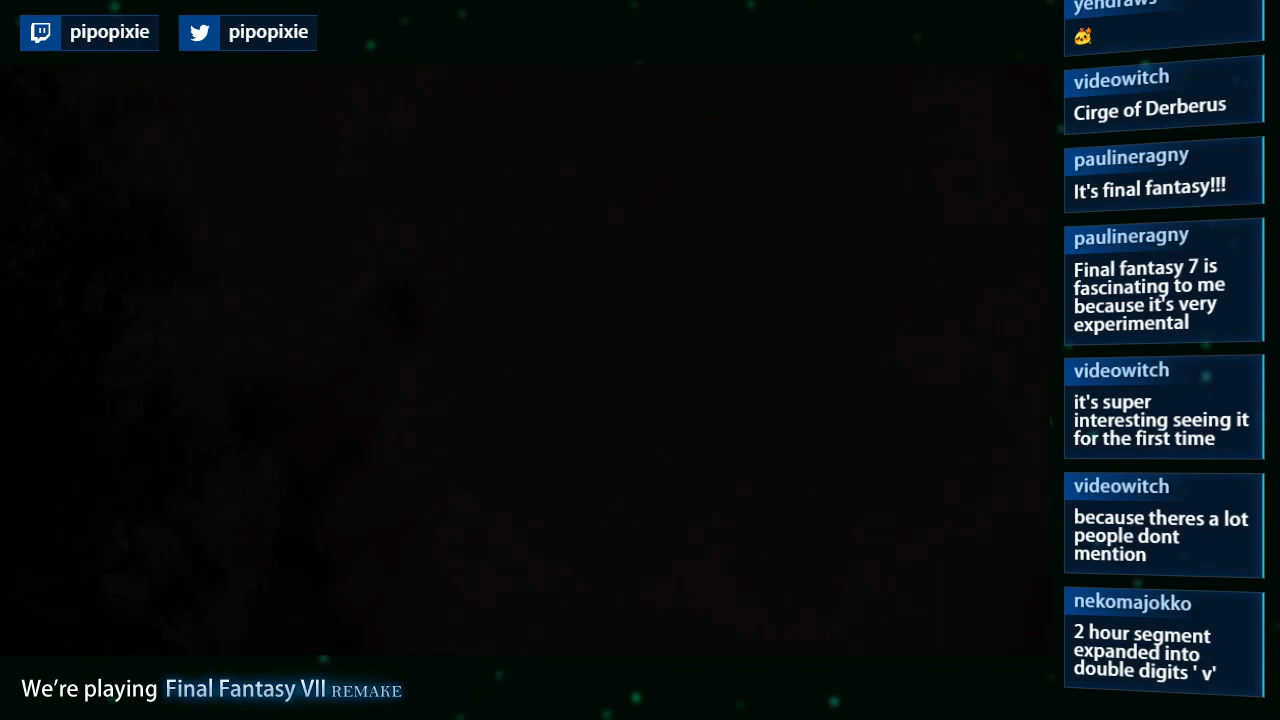 pipopixie
pipopixie
yendraws
videowitch
Cirge of Derberus
paulineragny
It's final fantasy!!!
paulineragny
Final fantasy 7 is
fascinating to me
because it's very
experimental
videowitch
it's super
interesting seeing it
for the first time
videowitch
because theres a lot
people dont
mention
nekomajokko
2 hour segment
expanded into
double digits ' v'
We're playing Final Fantasy VII REMAKE